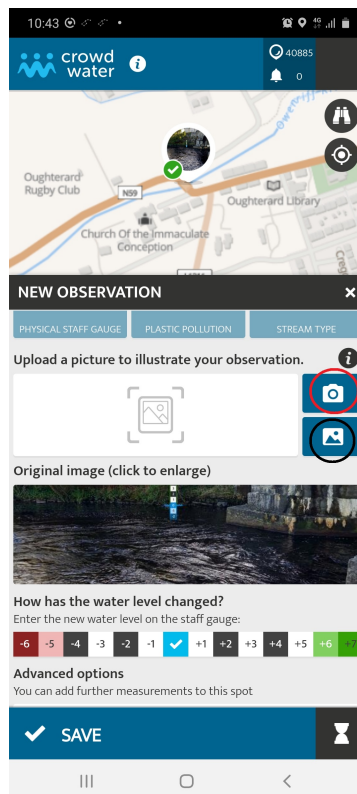 10:43
4G
crowd
water
40885
0
Oughterard
Rugby Club
N59
Oughterard Library
Church Of the Immaculate
Conception
NEW OBSERVATION
PHYSICAL STAFF GAUGE PLASTIC POLLUTION STREAM TYPE
Upload a picture to illustrate your observation.
Original image (click to enlarge)
How has the water level changed?
Enter the new water level on the staff gauge:
-6 -5 -4 -3 -2 -1 +1 +2 +3 +4 +5 +6 +7
Advanced options
You can add further measurements to this spot
SAVE